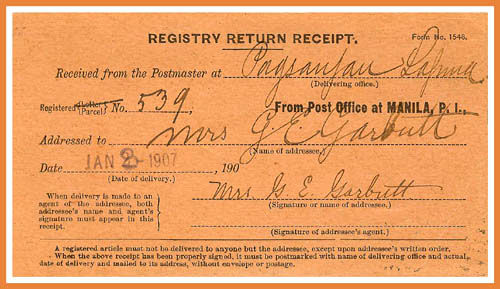 Form No. 1548.
REGISTRY RETURN RECEIPT.
Received from the Postmaster at Pagsanjan Laguna
(Delivering office.)
Registered (Letter / Parcel) No. 539, From Post Office at MANILA, P. I.,
Addressed to Mrs G. E. Garbutt
(Name of addressee.)
Date JAN 3 1907, 190
(Date of delivery.)
Mrs G. E. Garbutt
(Signature or name of addressee.)
When delivery is made to an
agent of the addressee, both
addressee's name and agent's
signature must appear in this
receipt.
(Signature of addressee's agent.)
A registered article must not be delivered to anyone but the addressee, except upon addressee's written order.
When the above receipt has been properly signed, it must be postmarked with name of delivering office and actual
date of delivery and mailed to its address, without envelope or postage.